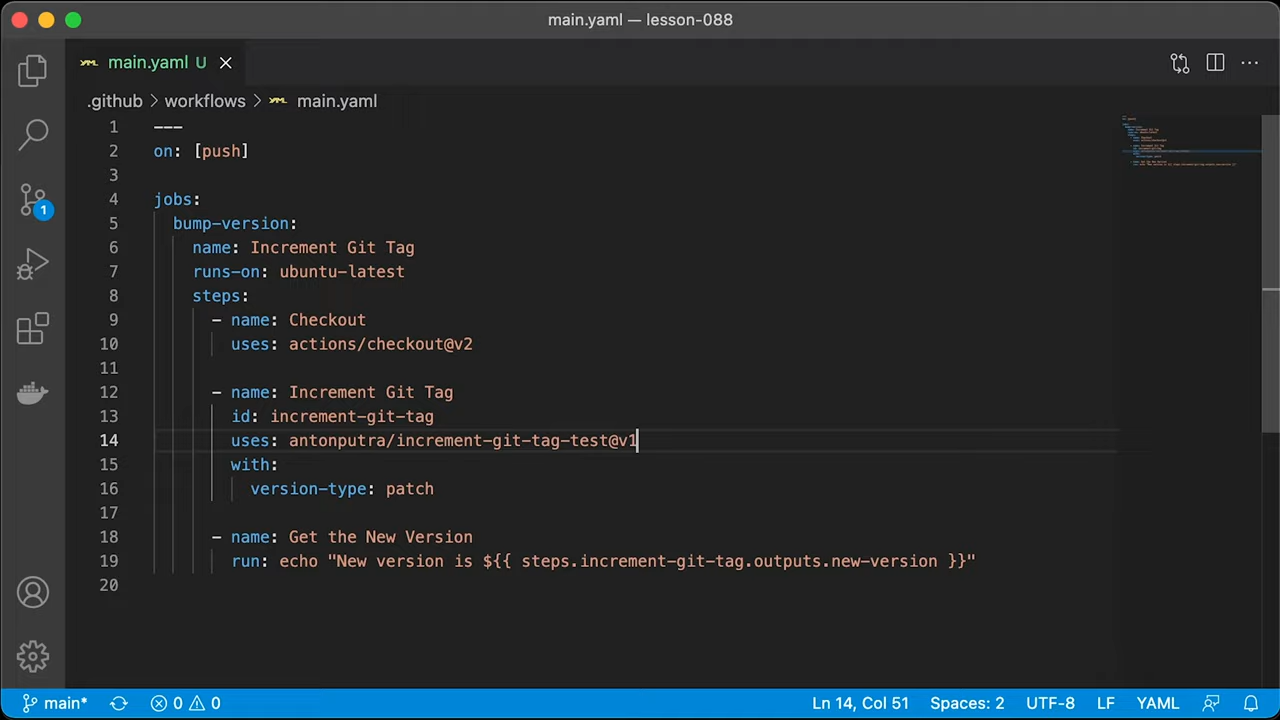 main.yaml — lesson-088
main.yaml U
.github > workflows > main.yaml
1 ---
2 on: [push]
3
4 jobs:
5 bump-version:
6 name: Increment Git Tag
7 runs-on: ubuntu-latest
8 steps:
9 - name: Checkout
10 uses: actions/checkout@v2
11
12 - name: Increment Git Tag
13 id: increment-git-tag
14 uses: antonputra/increment-git-tag-test@v1
15 with:
16 version-type: patch
17
18 - name: Get the New Version
19 run: echo "New version is ${{ steps.increment-git-tag.outputs.new-version }}"
20
1
main* 0 0 Ln 14, Col 51 Spaces: 2 UTF-8 LF YAML